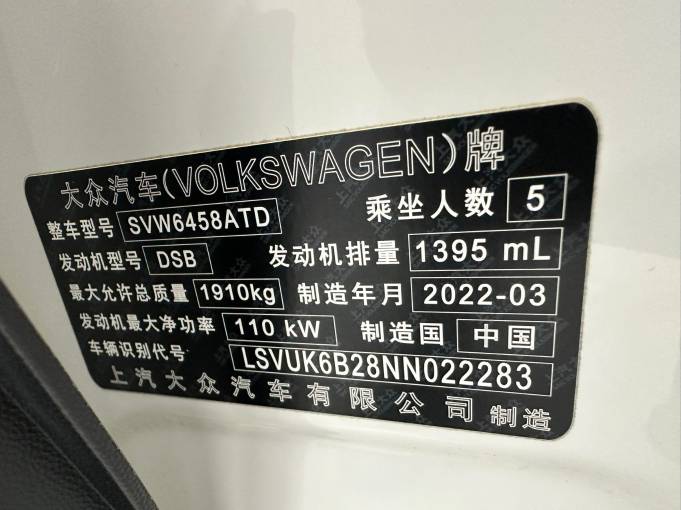 大众汽车(VOLKSWAGEN)牌
整车型号 SVW6458ATD 乘坐人数 5
发动机型号 DSB 发动机排量 1395 mL
最大允许总质量 1910kg 制造年月 2022-03
发动机最大净功率 110 kW 制造国 中国
车辆识别代号 LSVUK6B28NN022283
上汽大众汽车有限公司制造